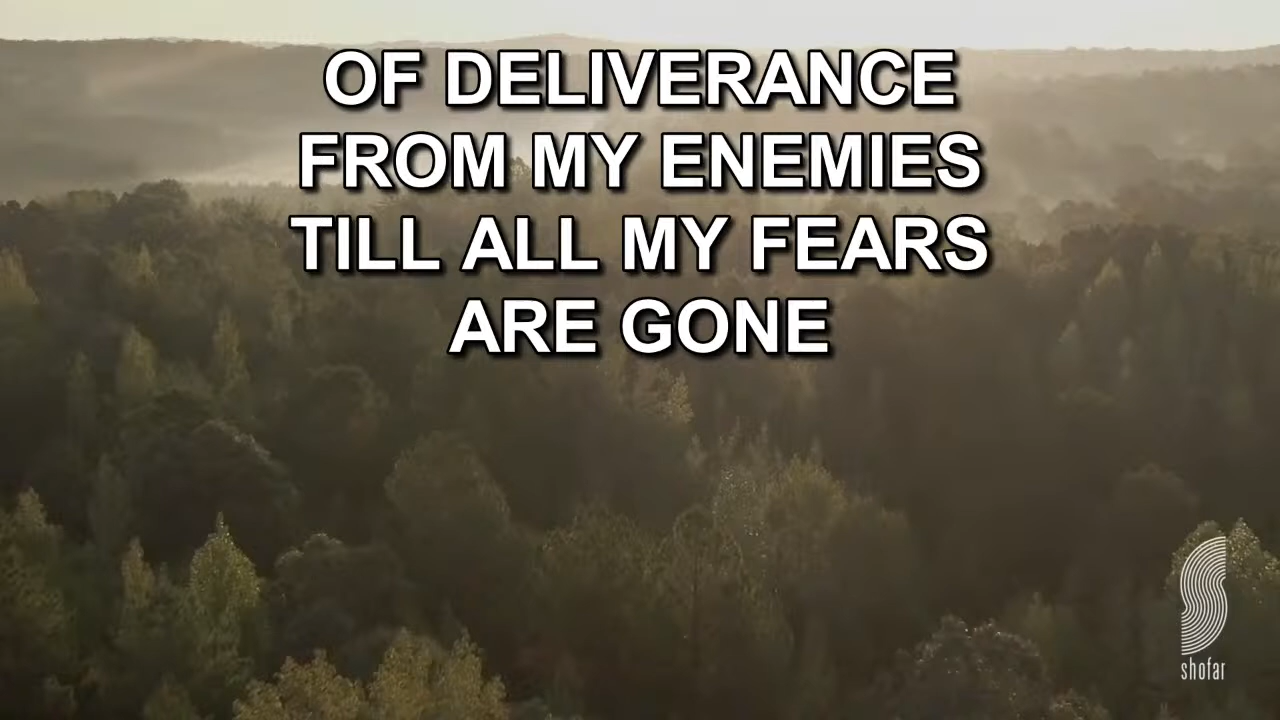 OF DELIVERANCE
FROM MY ENEMIES
TILL ALL MY FEARS
ARE GONE
shofar